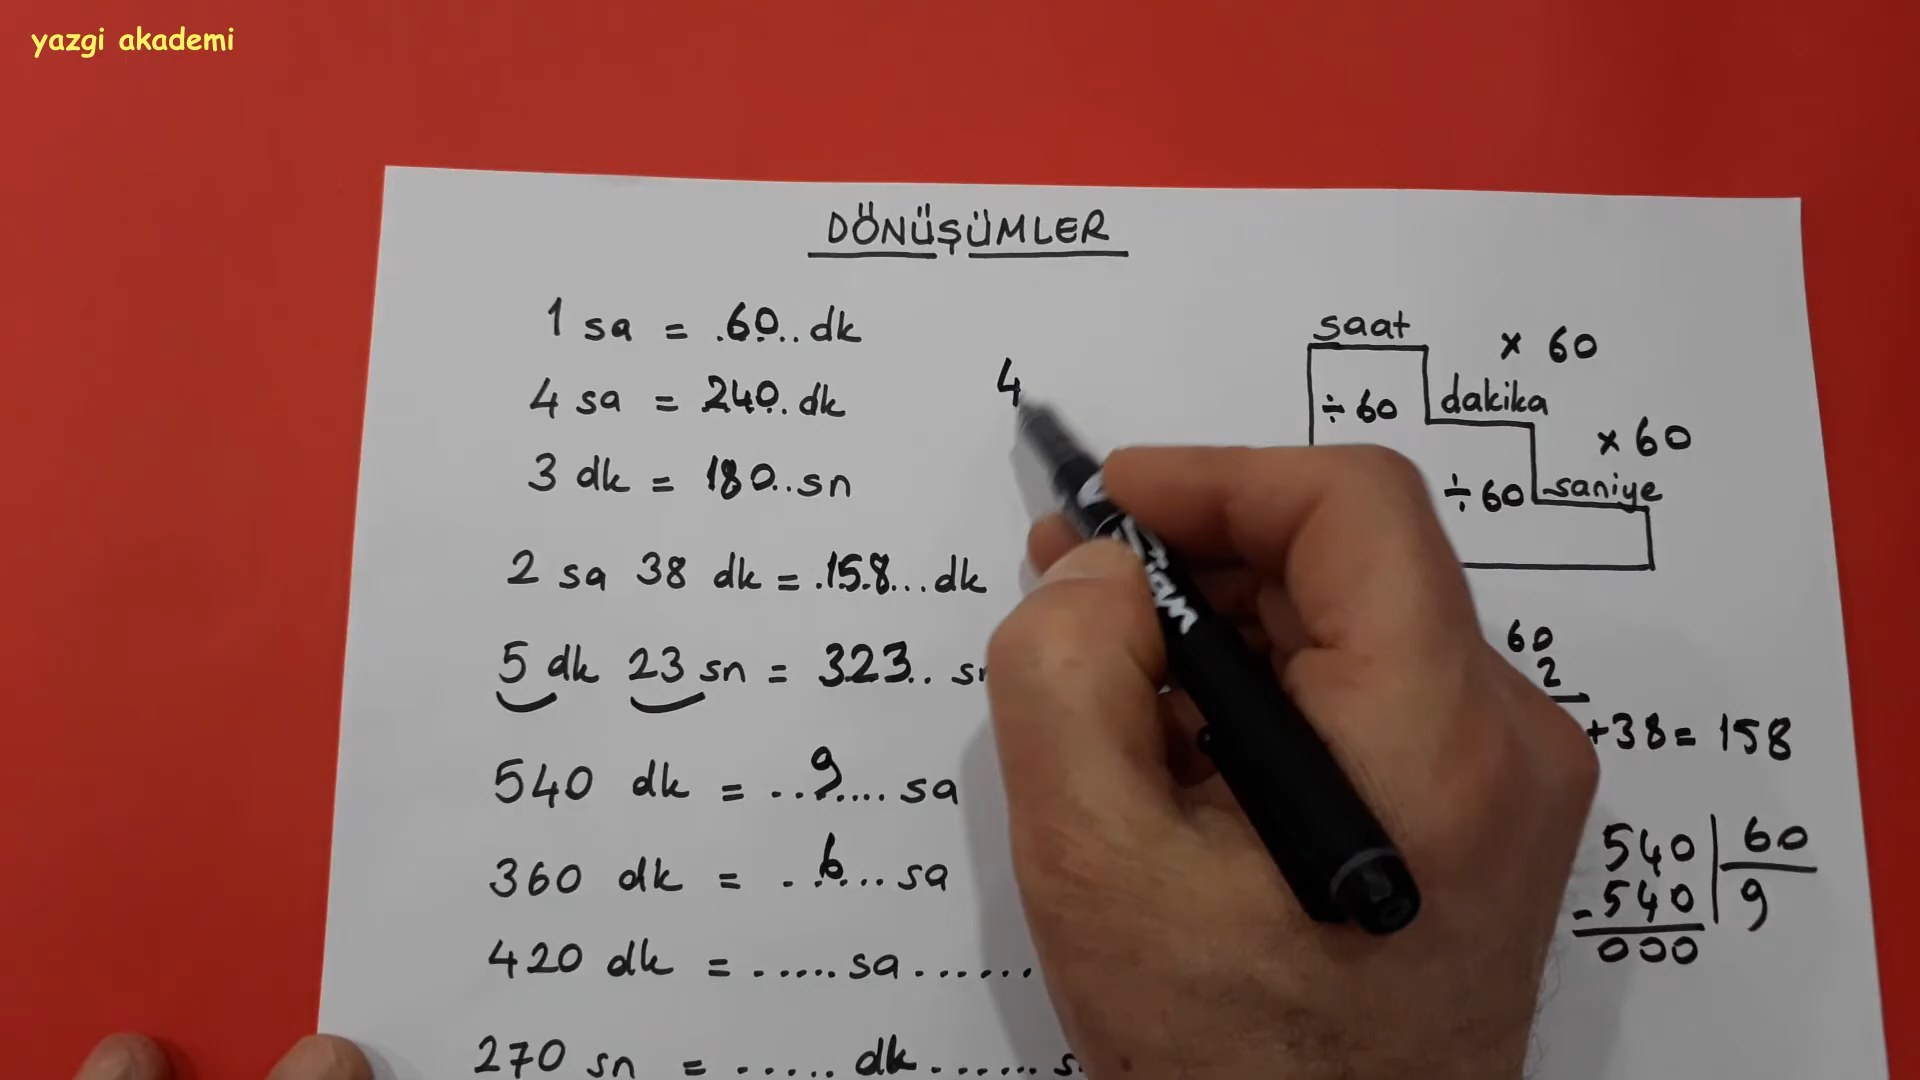 yazgi akademi
DÖNÜŞÜMLER
1 sa = .60.. dk
4 sa = 240. dk
3 dk = 180..sn
2 sa 38 dk = .158... dk
5 dk 23 sn = 323.. sn
540 dk = ..9.... sa
360 dk = ..6... sa
420 dk = ..... sa ......
270 sn = ..... dk ......
4
saat
× 60
÷ 60
dakika
× 60
÷ 60
saniye
60
2
+38 = 158
540 | 60
- 540 | 9
000